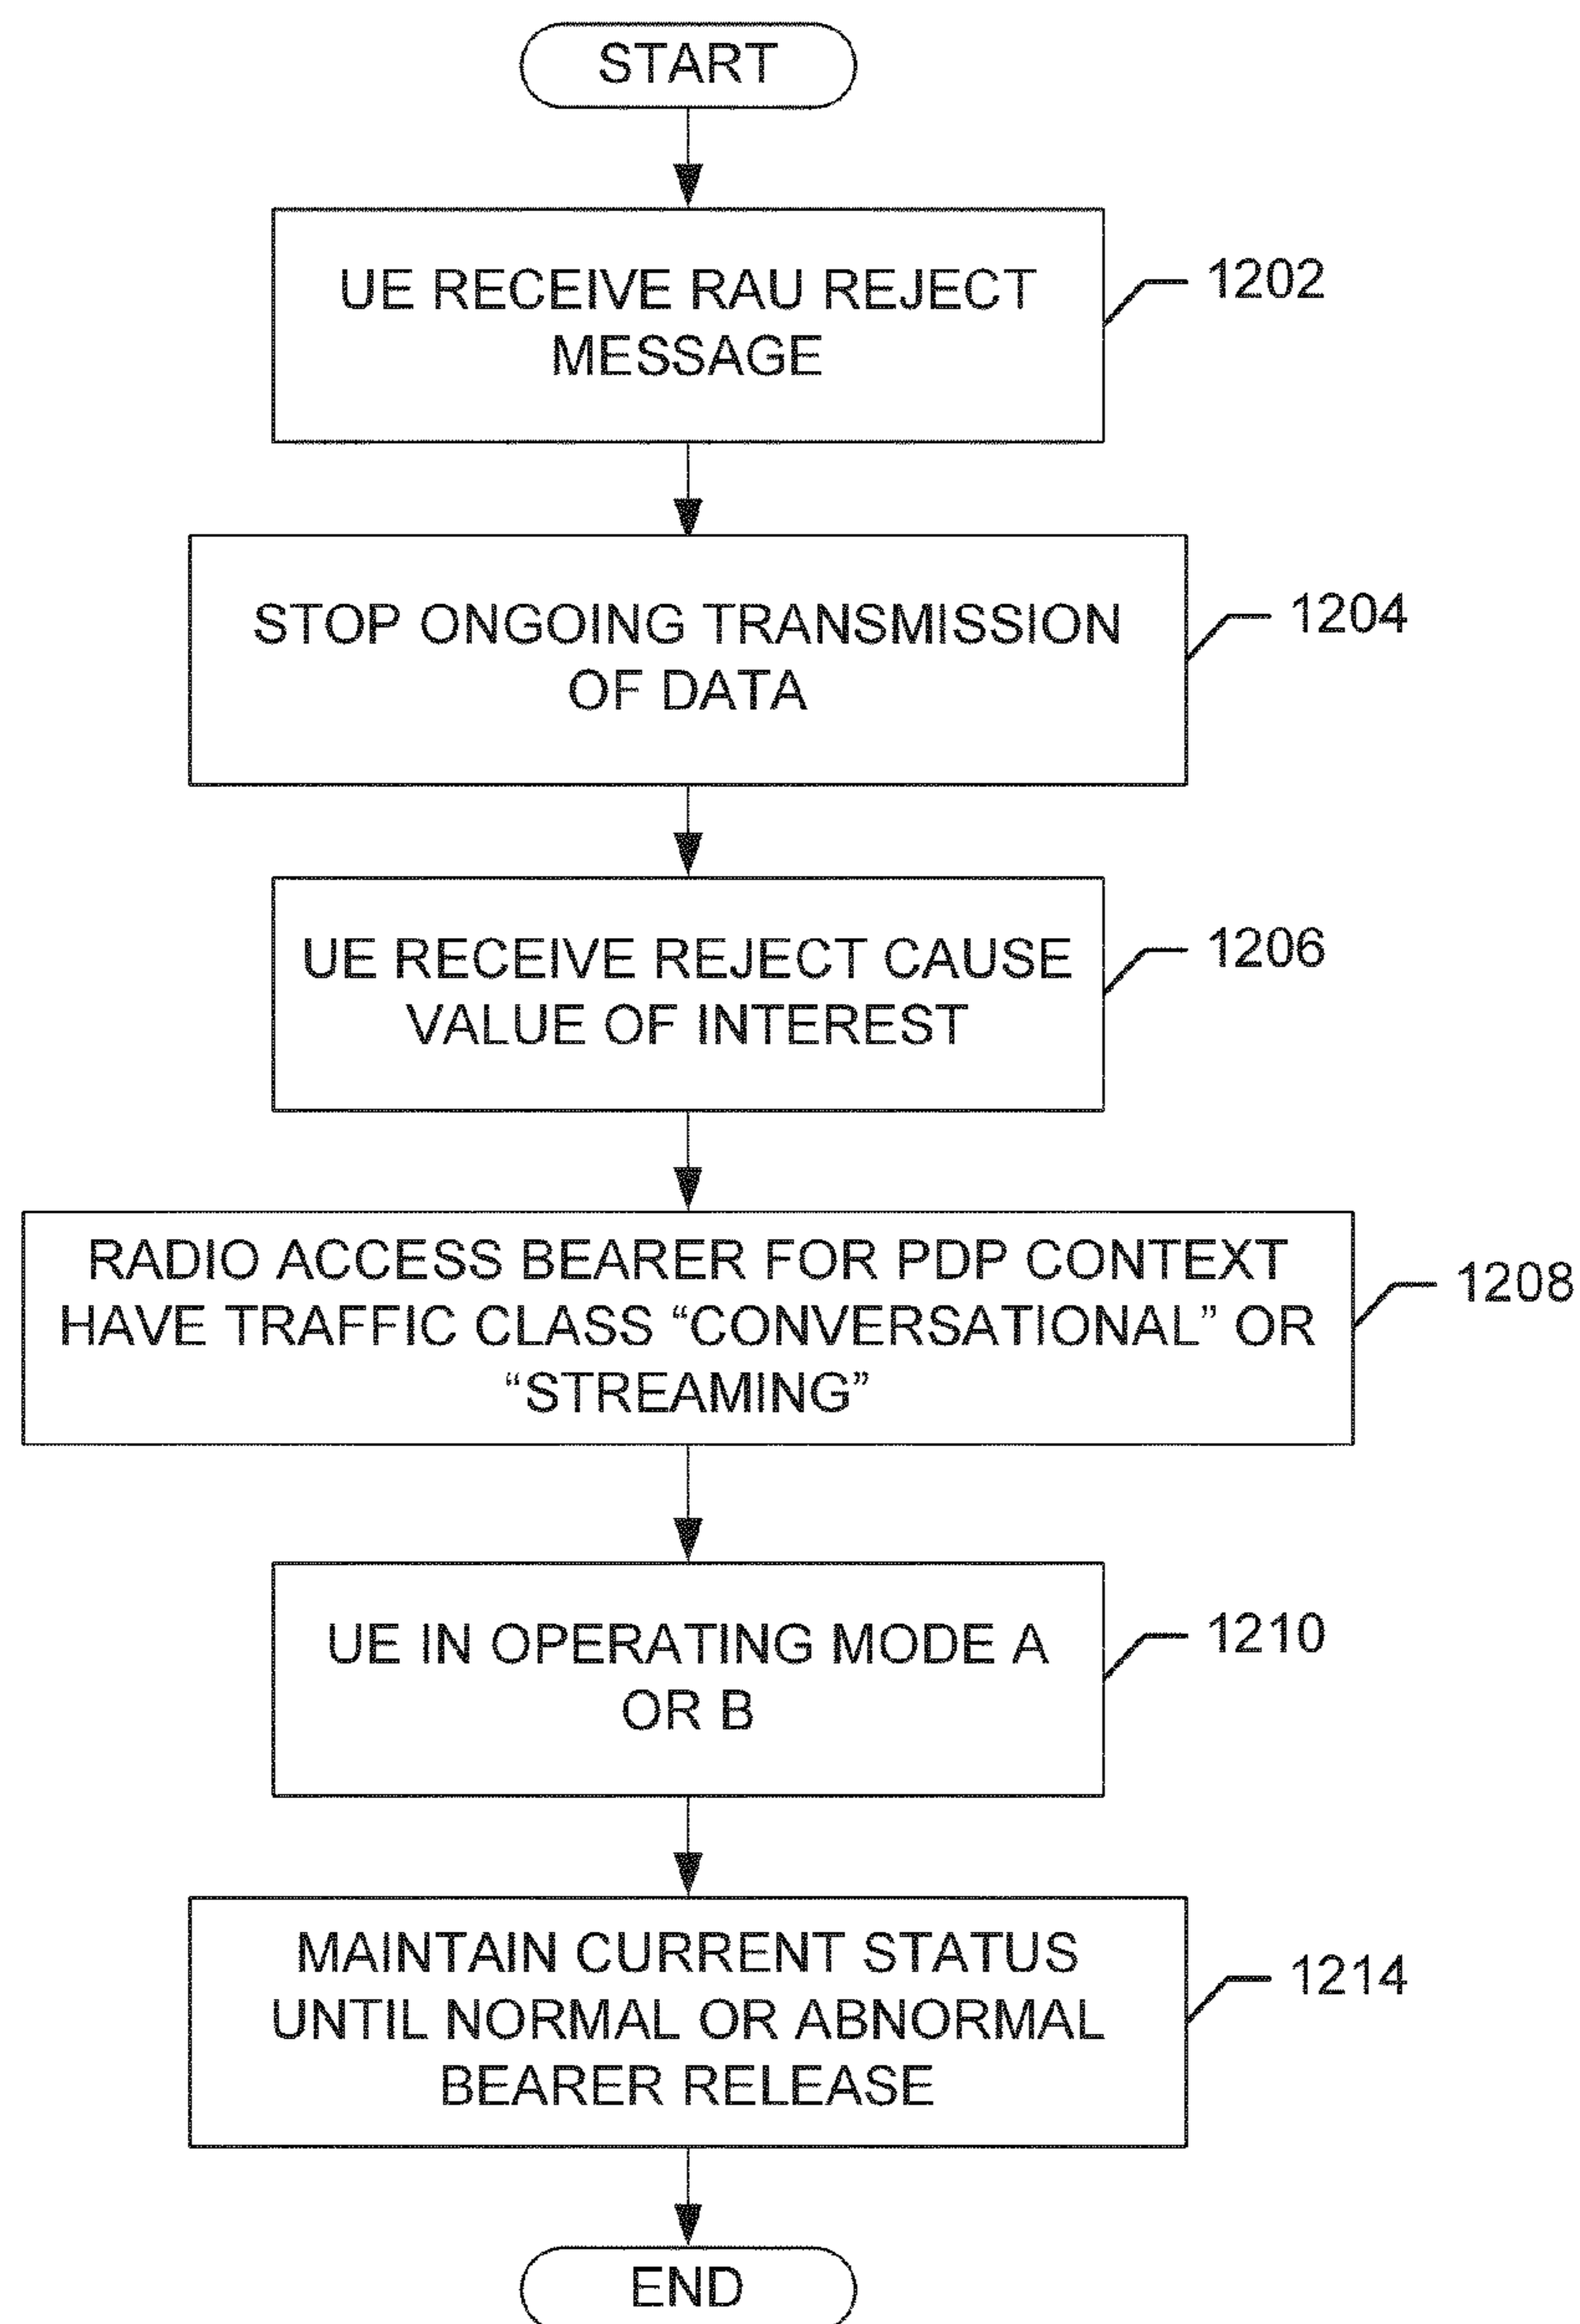 START
UE RECEIVE RAU REJECT
MESSAGE
1202
STOP ONGOING TRANSMISSION
OF DATA
1204
UE RECEIVE REJECT CAUSE
VALUE OF INTEREST
1206
RADIO ACCESS BEARER FOR PDP CONTEXT
HAVE TRAFFIC CLASS “CONVERSATIONAL” OR
“STREAMING”
1208
UE IN OPERATING MODE A
OR B
1210
MAINTAIN CURRENT STATUS
UNTIL NORMAL OR ABNORMAL
BEARER RELEASE
1214
END